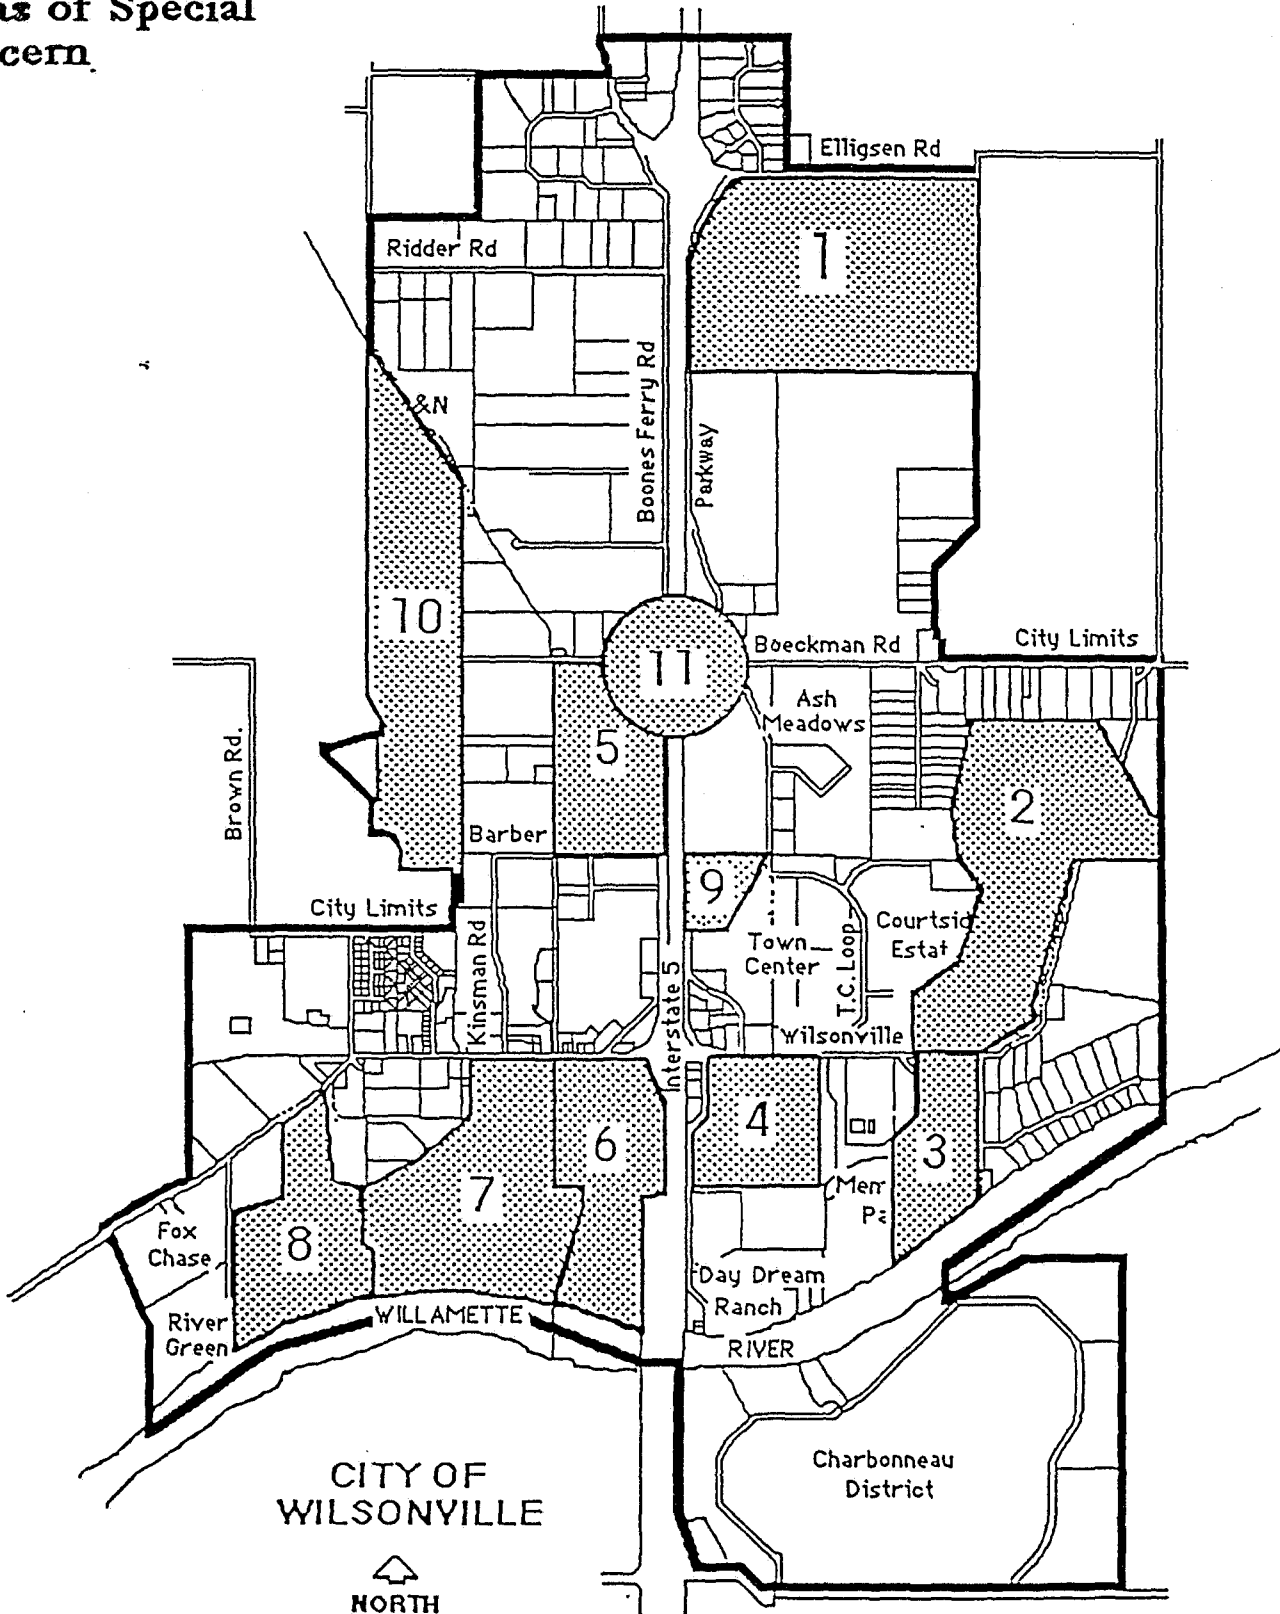 of Special
cern
Elligsen Rd
1
Ridder Rd
Boones Ferry Rd
Parkway
&N
10
11
Boeckman Rd
City Limits
Ash
Meadows
5
2
Brown Rd.
Barber
9
City Limits
Courtsid
Estat
Town
Center
T.C. Loop
Kinsman Rd
Interstate 5
Wilsonville
4
6
3
7
Mem
Pa
8
Fox
Chase
Day Dream
Ranch
River
Green
WILLAMETTE
RIVER
Charbonneau
District
CITY OF
WILSONVILLE
NORTH